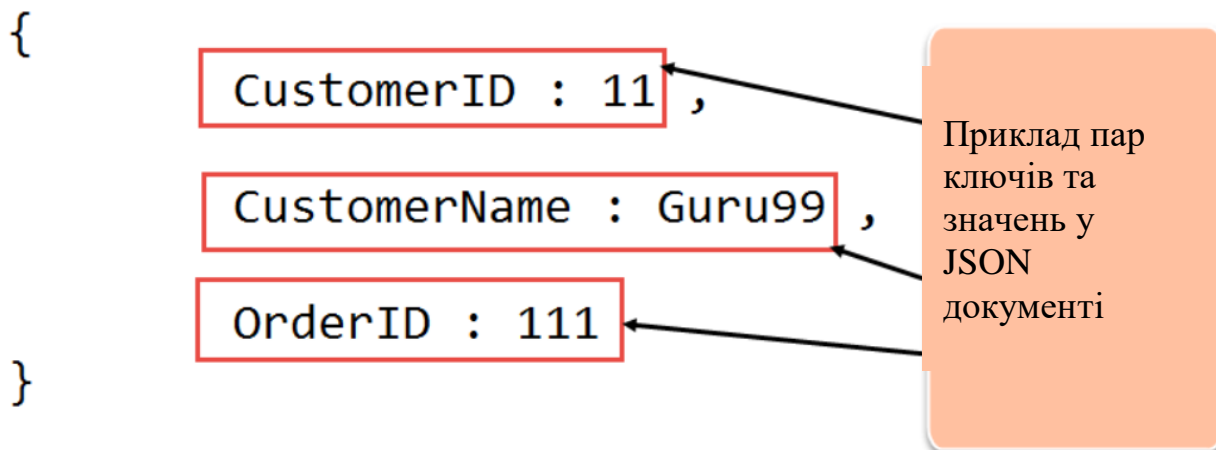 {
CustomerID : 11 ,
CustomerName : Guru99 ,
OrderID : 111
}
Приклад пар
ключів та
значень у
JSON
документі